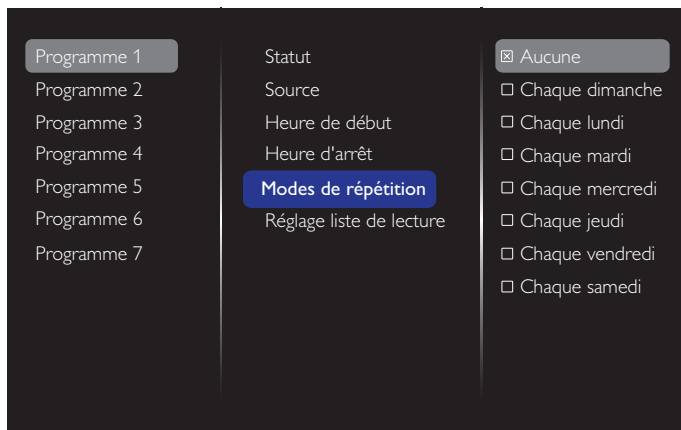 Programme 1
Programme 2
Programme 3
Programme 4
Programme 5
Programme 6
Programme 7
Statut
Source
Heure de début
Heure d'arrêt
Modes de répétition
Réglage liste de lecture
☒ Aucune
☐ Chaque dimanche
☐ Chaque lundi
☐ Chaque mardi
☐ Chaque mercredi
☐ Chaque jeudi
☐ Chaque vendredi
☐ Chaque samedi